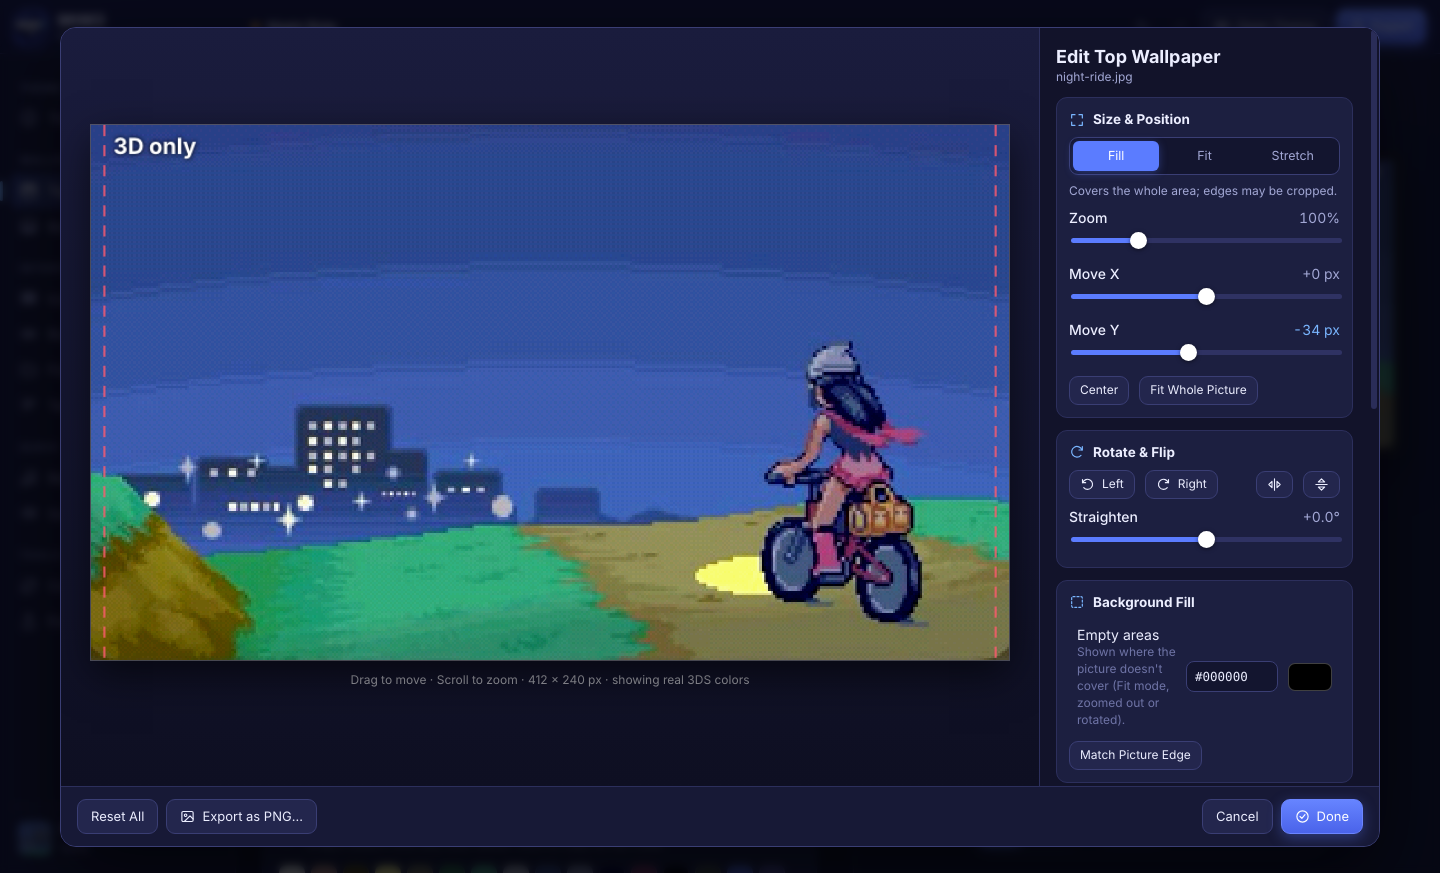 Edit Top Wallpaper
night-ride.jpg
3D only
Size & Position
Fill Fit Stretch
Covers the whole area; edges may be cropped.
Zoom 100%
Move X +0 px
Move Y -34 px
Center Fit Whole Picture
Rotate & Flip
Left Right
Straighten +0.0°
Background Fill
Empty areas
Shown where the
picture doesn't
cover (Fit mode,
zoomed out or
rotated).
#000000
Match Picture Edge
Drag to move · Scroll to zoom · 412 × 240 px · showing real 3DS colors
Reset All Export as PNG... Cancel Done